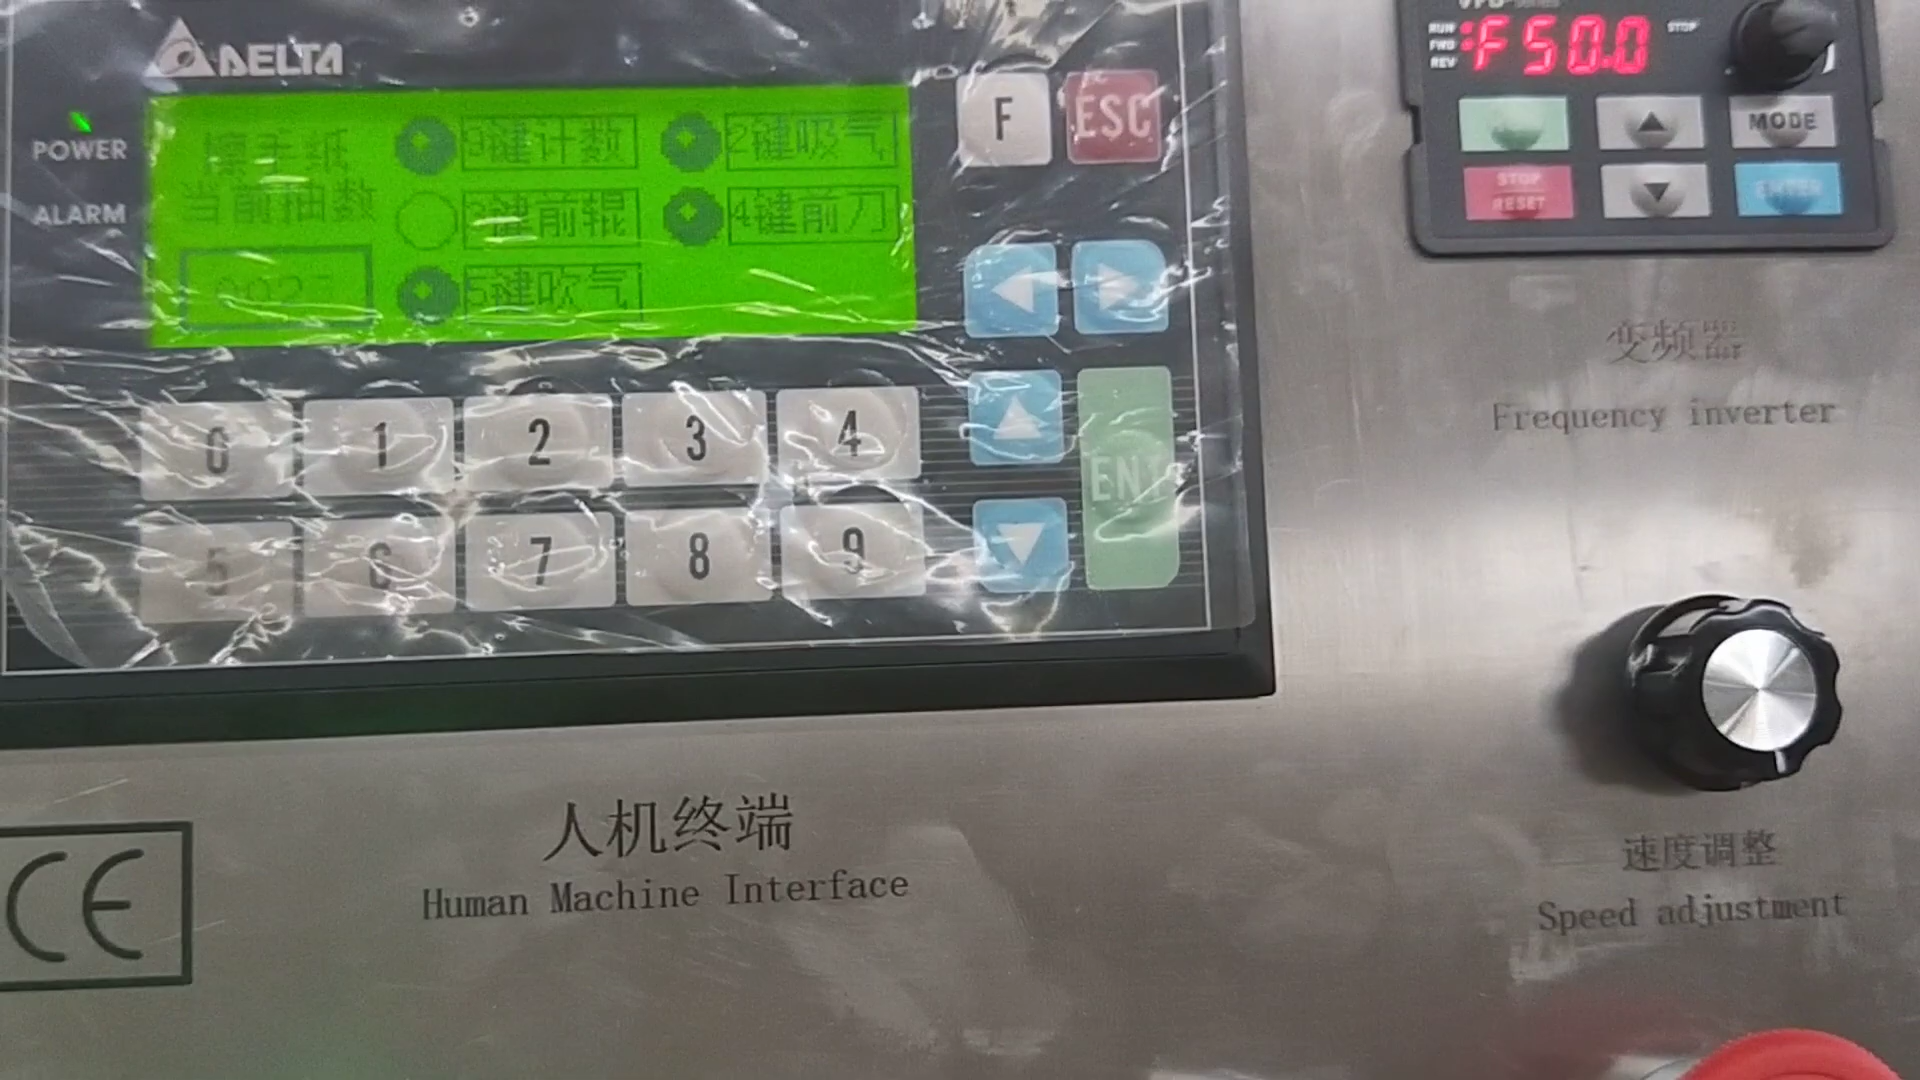 DELTA
POWER
ALARM
擦手纸
当前抽数
9键计数
2键吸气
键前辊
4键前刀
5键吹气
F
ESC
0
1
2
3
4
5
6
7
8
9
ENT
人机终端
Human Machine Interface
CE
RUN
FWD
REV
F50.0
STOP
MODE
STOP
RESET
ENTER
变频器
Frequency inverter
速度调整
Speed adjustment